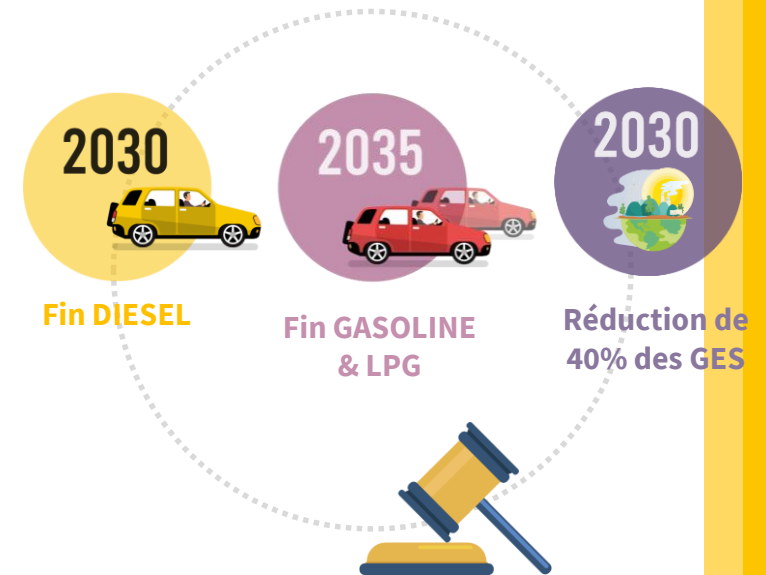 2030
Fin DIESEL
2035
Fin GASOLINE
& LPG
2030
Réduction de
40% des GES